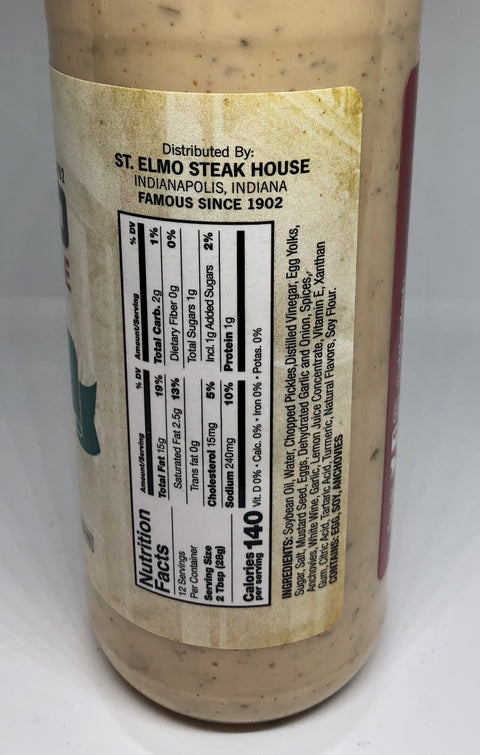 Distributed By:
ST. ELMO STEAK HOUSE
INDIANAPOLIS, INDIANA
FAMOUS SINCE 1902
Nutrition
Facts
12 Servings
Per Container
Serving Size
2 Tbsp (28g)
Calories 140
per serving
Amount/Serving % DV
Total Fat 15g 19%
Saturated Fat 2.5g 13%
Trans fat 0g
Cholesterol 15mg 5%
Sodium 240mg 10%
Amount/Serving % DV
Total Carb. 2g 1%
Dietary Fiber 0g 0%
Total Sugars 1g
Incl. 1g Added Sugars 2%
Protein 1g
Vit. D 0% • Calc. 0% • Iron 0% • Potas. 0%
INGREDIENTS: Soybean Oil, Water, Chopped Pickles, Distilled Vinegar, Egg Yolks,
Sugar, Salt, Mustard Seed, Eggs, Dehydrated Garlic and Onion, Spices,
Anchovies, White Wine, Garlic, Lemon Juice Concentrate, Vitamin E, Xanthan
Gum, Citric Acid, Tartaric Acid, Turmeric, Natural Flavors, Soy Flour.
CONTAINS: EGG, SOY, ANCHOVIES